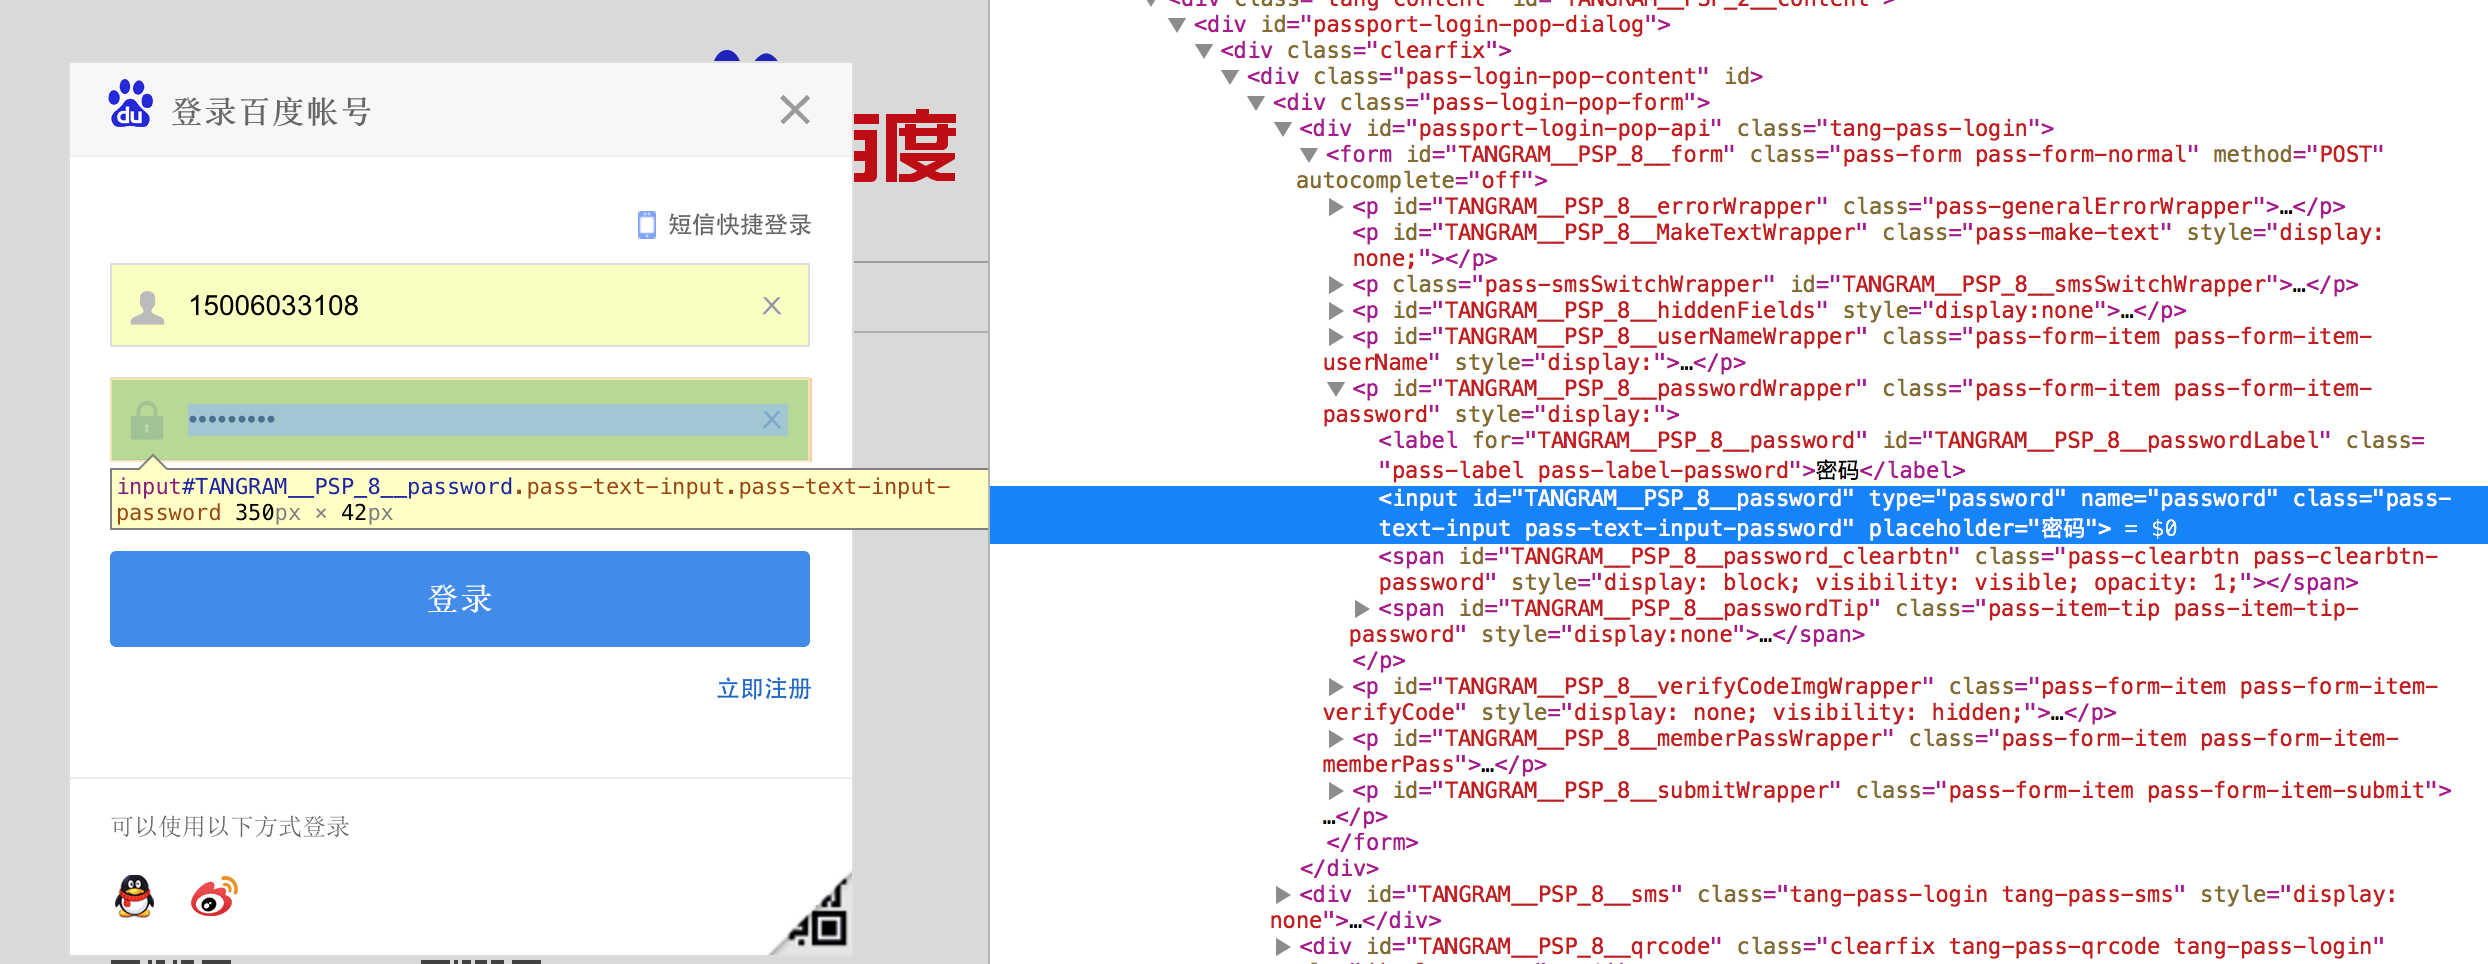 du 登录百度帐号
百度
短信快捷登录
15006033108
•••••••••
input#TANGRAM__PSP_8__password.pass-text-input.pass-text-input-
password 350px × 42px
登录
立即注册
可以使用以下方式登录
<div class="tang-content" id="TANGRAM__PSP_2__content">
<div id="passport-login-pop-dialog">
<div class="clearfix">
<div class="pass-login-pop-content" id>
<div class="pass-login-pop-form">
<div id="passport-login-pop-api" class="tang-pass-login">
<form id="TANGRAM__PSP_8__form" class="pass-form pass-form-normal" method="POST"
autocomplete="off">
<p id="TANGRAM__PSP_8__errorWrapper" class="pass-generalErrorWrapper">…</p>
<p id="TANGRAM__PSP_8__MakeTextWrapper" class="pass-make-text" style="display:
none;"></p>
<p class="pass-smsSwitchWrapper" id="TANGRAM__PSP_8__smsSwitchWrapper">…</p>
<p id="TANGRAM__PSP_8__hiddenFields" style="display:none">…</p>
<p id="TANGRAM__PSP_8__userNameWrapper" class="pass-form-item pass-form-item-
userName" style="display:">…</p>
<p id="TANGRAM__PSP_8__passwordWrapper" class="pass-form-item pass-form-item-
password" style="display:">
<label for="TANGRAM__PSP_8__password" id="TANGRAM__PSP_8__passwordLabel" class=
"pass-label pass-label-password">密码</label>
<input id="TANGRAM__PSP_8__password" type="password" name="password" class="pass-
text-input pass-text-input-password" placeholder="密码"> = $0
<span id="TANGRAM__PSP_8__password_clearbtn" class="pass-clearbtn pass-clearbtn-
password" style="display: block; visibility: visible; opacity: 1;"></span>
<span id="TANGRAM__PSP_8__passwordTip" class="pass-item-tip pass-item-tip-
password" style="display:none">…</span>
</p>
<p id="TANGRAM__PSP_8__verifyCodeImgWrapper" class="pass-form-item pass-form-item-
verifyCode" style="display: none; visibility: hidden;">…</p>
<p id="TANGRAM__PSP_8__memberPassWrapper" class="pass-form-item pass-form-item-
memberPass">…</p>
<p id="TANGRAM__PSP_8__submitWrapper" class="pass-form-item pass-form-item-submit">
…</p>
</form>
</div>
<div id="TANGRAM__PSP_8__sms" class="tang-pass-login tang-pass-sms" style="display:
none">…</div>
<div id="TANGRAM__PSP_8__qrcode" class="clearfix tang-pass-qrcode tang-pass-login"